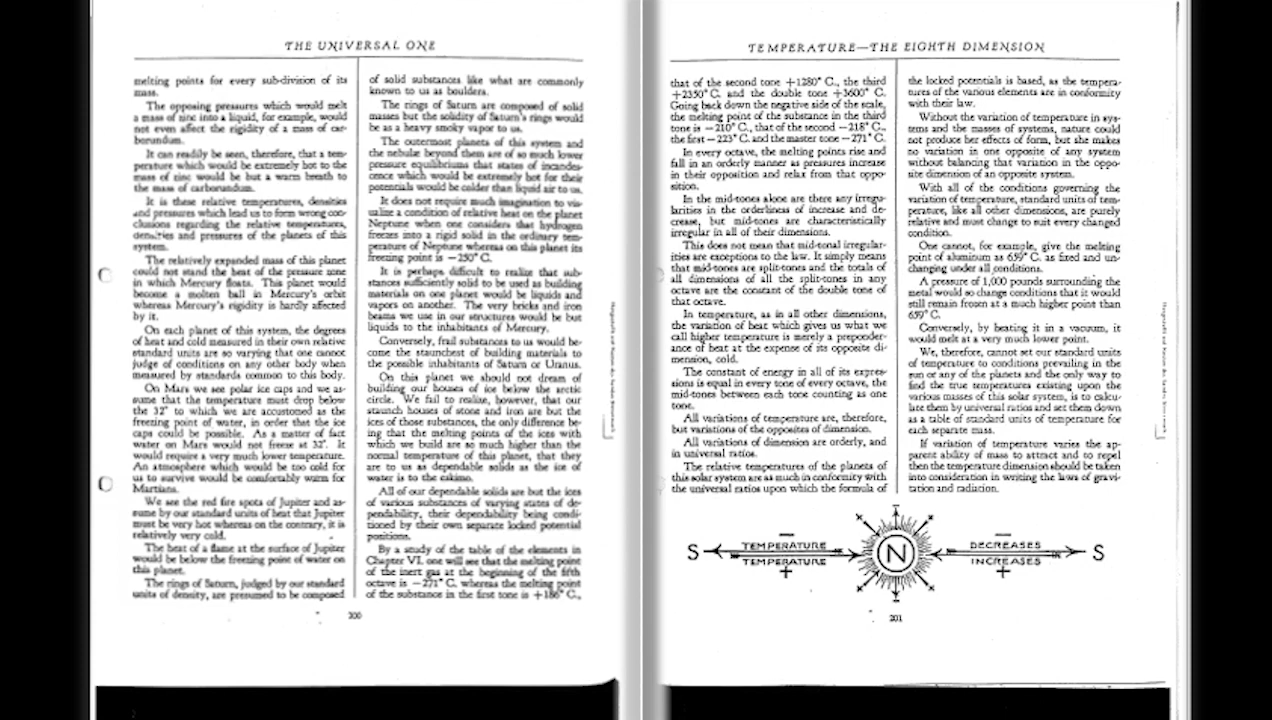 THE UNIVERSAL ONE
melting points for every sub-division of its
mass.
The opposing pressures which would melt
a mass of zinc into a liquid, for example, would
not even affect the rigidity of a mass of car-
borundum.
It can readily be seen, therefore, that a tem-
perature which would be extremely hot to the
mass of zinc would be but a warm breath to
the mass of carborundum.
It is these relative temperatures, densities
and pressures which lead us to form wrong con-
clusions regarding the relative temperatures,
densities and pressures of the planets of this
system.
The relatively expanded mass of this planet
could not stand the heat of the pressure zone
in which Mercury floats. This planet would
become a molten ball in Mercury's orbit
whereas Mercury's rigidity is hardly affected
by it.
On each planet of this system, the degrees
of heat and cold measured in their own relative
standard units are so varying that one cannot
judge of conditions on any other body when
measured by standards common to this body.
On Mars we see polar ice caps and we as-
sume that the temperature must drop below
the 32° to which we are accustomed as the
freezing point of water, in order that the ice
caps could be possible. As a matter of fact
water on Mars would not freeze at 32°. It
would require a very much lower temperature.
An atmosphere which would be too cold for
us to survive would be comfortably warm for
Martians.
We see the red fire spots of Jupiter and as-
sume by our standard units of heat that Jupiter
must be very hot whereas on the contrary, it is
relatively very cold.
The heat of a flame at the surface of Jupiter
would be below the freezing point of water on
this planet.
The rings of Saturn, judged by our standard
units of density, are presumed to be composed
of solid substances like what are commonly
known to us as boulders.
The rings of Saturn are composed of solid
masses but the solidity of Saturn's rings would
be as a heavy smoky vapor to us.
The outermost planets of this system and
the nebulae beyond them are of so much lower
pressure equilibriums that states of incandes-
cence which would be extremely hot for their
potentials would be colder than liquid air to us.
It does not require much imagination to vis-
ualize a condition of relative heat on the planet
Neptune when one considers that hydrogen
freezes into a rigid solid in the ordinary tem-
perature of Neptune whereas on this planet its
freezing point is −250° C.
It is perhaps difficult to realize that sub-
stances sufficiently solid to be used as building
materials on one planet would be liquids and
vapors on another. The very bricks and iron
beams we use in our structures would be but
liquids to the inhabitants of Mercury.
Conversely, frail substances to us would be-
come the staunchest of building materials to
the possible inhabitants of Saturn or Uranus.
On this planet we should not dream of
building our houses of ice below the arctic
circle. We fail to realize, however, that our
staunch houses of stone and iron are but the
ices of those substances, the only difference be-
ing that the melting points of the ices with
which we build are so much higher than the
normal temperature of this planet, that they
are to us as dependable solids as the ice of
water is to the eskimo.
All of our dependable solids are but the ices
of various substances of varying states of de-
pendability, their dependability being condi-
tioned by their own separate locked potential
positions.
By a study of the table of the elements in
Chapter VI, one will see that the melting point
of the inert gas at the beginning of the fifth
octave is −271° C. whereas the melting point
of the substance in the first tone is +186° C.,
200
TEMPERATURE—THE EIGHTH DIMENSION
that of the second tone +1280° C., the third
+2350° C. and the double tone +3600° C.
Going back down the negative side of the scale,
the melting point of the substance in the third
tone is −210° C., that of the second −218° C.,
the first −223° C. and the master tone −271° C.
In every octave, the melting points rise and
fall in an orderly manner as pressures increase
in their opposition and relax from that oppo-
sition.
In the mid-tones alone are there any irregu-
larities in the orderliness of increase and de-
crease, but mid-tones are characteristically
irregular in all of their dimensions.
This does not mean that mid-tonal irregular-
ities are exceptions to the law. It simply means
that mid-tones are split-tones and the totals of
all dimensions of all the split-tones in any
octave are the constant of the double tone of
that octave.
In temperature, as in all other dimensions,
the variation of heat which gives us what we
call higher temperature is merely a preponder-
ance of heat at the expense of its opposite di-
mension, cold.
The constant of energy in all of its expres-
sions is equal in every tone of every octave, the
mid-tones between each tone counting as one
tone.
All variations of temperature are, therefore,
but variations of the opposites of dimension.
All variations of dimension are orderly, and
in universal ratios.
The relative temperatures of the planets of
this solar system are as much in conformity with
the universal ratios upon which the formula of
the locked potentials is based, as the tempera-
tures of the various elements are in conformity
with their law.
Without the variation of temperature in sys-
tems and the masses of systems, nature could
not produce her effects of form, but she makes
no variation in one opposite of any system
without balancing that variation in the oppo-
site dimension of an opposite system.
With all of the conditions governing the
variation of temperature, standard units of tem-
perature, like all other dimensions, are purely
relative and must change to suit every changed
condition.
One cannot, for example, give the melting
point of aluminum as 659° C. as fixed and un-
changing under all conditions.
A pressure of 1,000 pounds surrounding the
metal would so change conditions that it would
still remain frozen at a much higher point than
659° C.
Conversely, by heating it in a vacuum, it
would melt at a very much lower point.
We, therefore, cannot set our standard units
of temperature to conditions prevailing in the
sun or any of the planets and the only way to
find the true temperatures existing upon the
various masses of this solar system, is to calcu-
late them by universal ratios and set them down
as a table of standard units of temperature for
each separate mass.
If variation of temperature varies the ap-
parent ability of mass to attract and to repel
then the temperature dimension should be taken
into consideration in writing the laws of gravi-
tation and radiation.
S − TEMPERATURE TEMPERATURE + N − DECREASES INCREASES + S
201